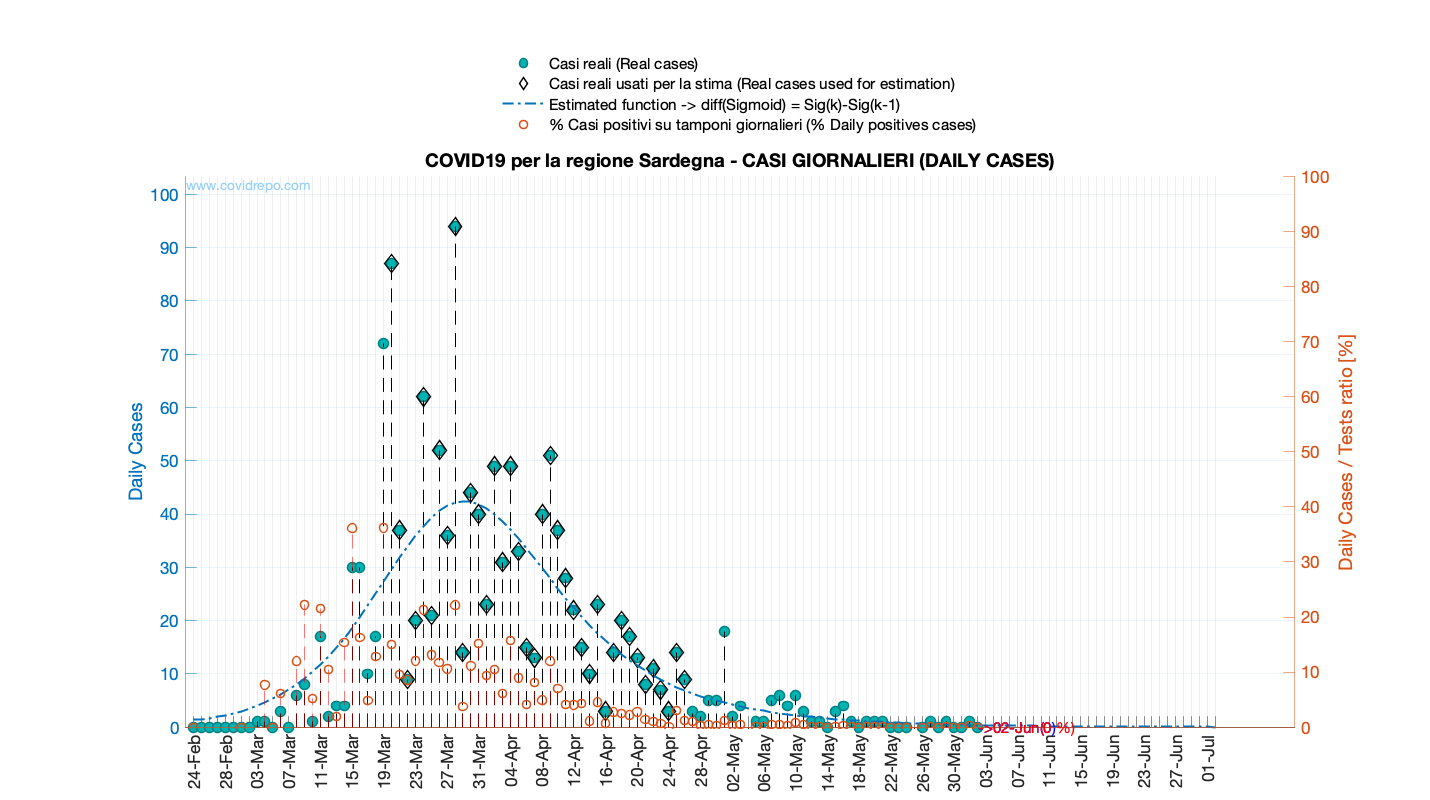 Casi reali (Real cases)
Casi reali usati per la stima (Real cases used for estimation)
Estimated function -> diff(Sigmoid) = Sig(k)-Sig(k-1)
% Casi positivi su tamponi giornalieri (% Daily positives cases)
COVID19 per la regione Sardegna - CASI GIORNALIERI (DAILY CASES)
www.covidrepo.com
Daily Cases
100
90
80
70
60
50
40
30
20
10
0
Daily Cases / Tests ratio [%]
100
90
80
70
60
50
40
30
20
10
0
->02-Jun(0%)
24-Feb
28-Feb
03-Mar
07-Mar
11-Mar
15-Mar
19-Mar
23-Mar
27-Mar
31-Mar
04-Apr
08-Apr
12-Apr
16-Apr
20-Apr
24-Apr
28-Apr
02-May
06-May
10-May
14-May
18-May
22-May
26-May
30-May
03-Jun
07-Jun
11-Jun
15-Jun
19-Jun
23-Jun
27-Jun
01-Jul